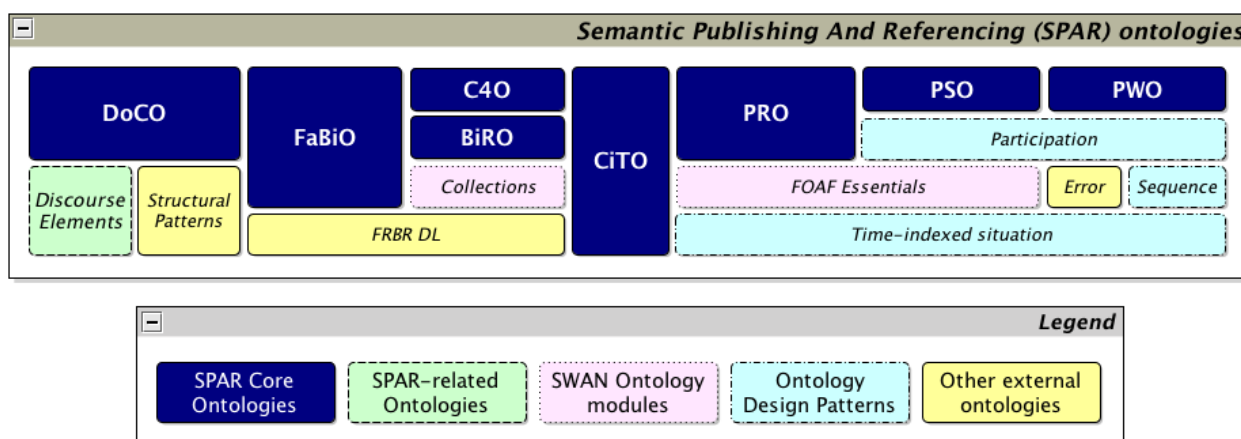 Semantic Publishing And Referencing (SPAR) ontologies
DoCO
FaBiO
C4O
BiRO
CiTO
PRO
PSO
PWO
Participation
Discourse
Elements
Structural
Patterns
Collections
FOAF Essentials
Error
Sequence
FRBR DL
Time-indexed situation
Legend
SPAR Core
Ontologies
SPAR-related
Ontologies
SWAN Ontology
modules
Ontology
Design Patterns
Other external
ontologies